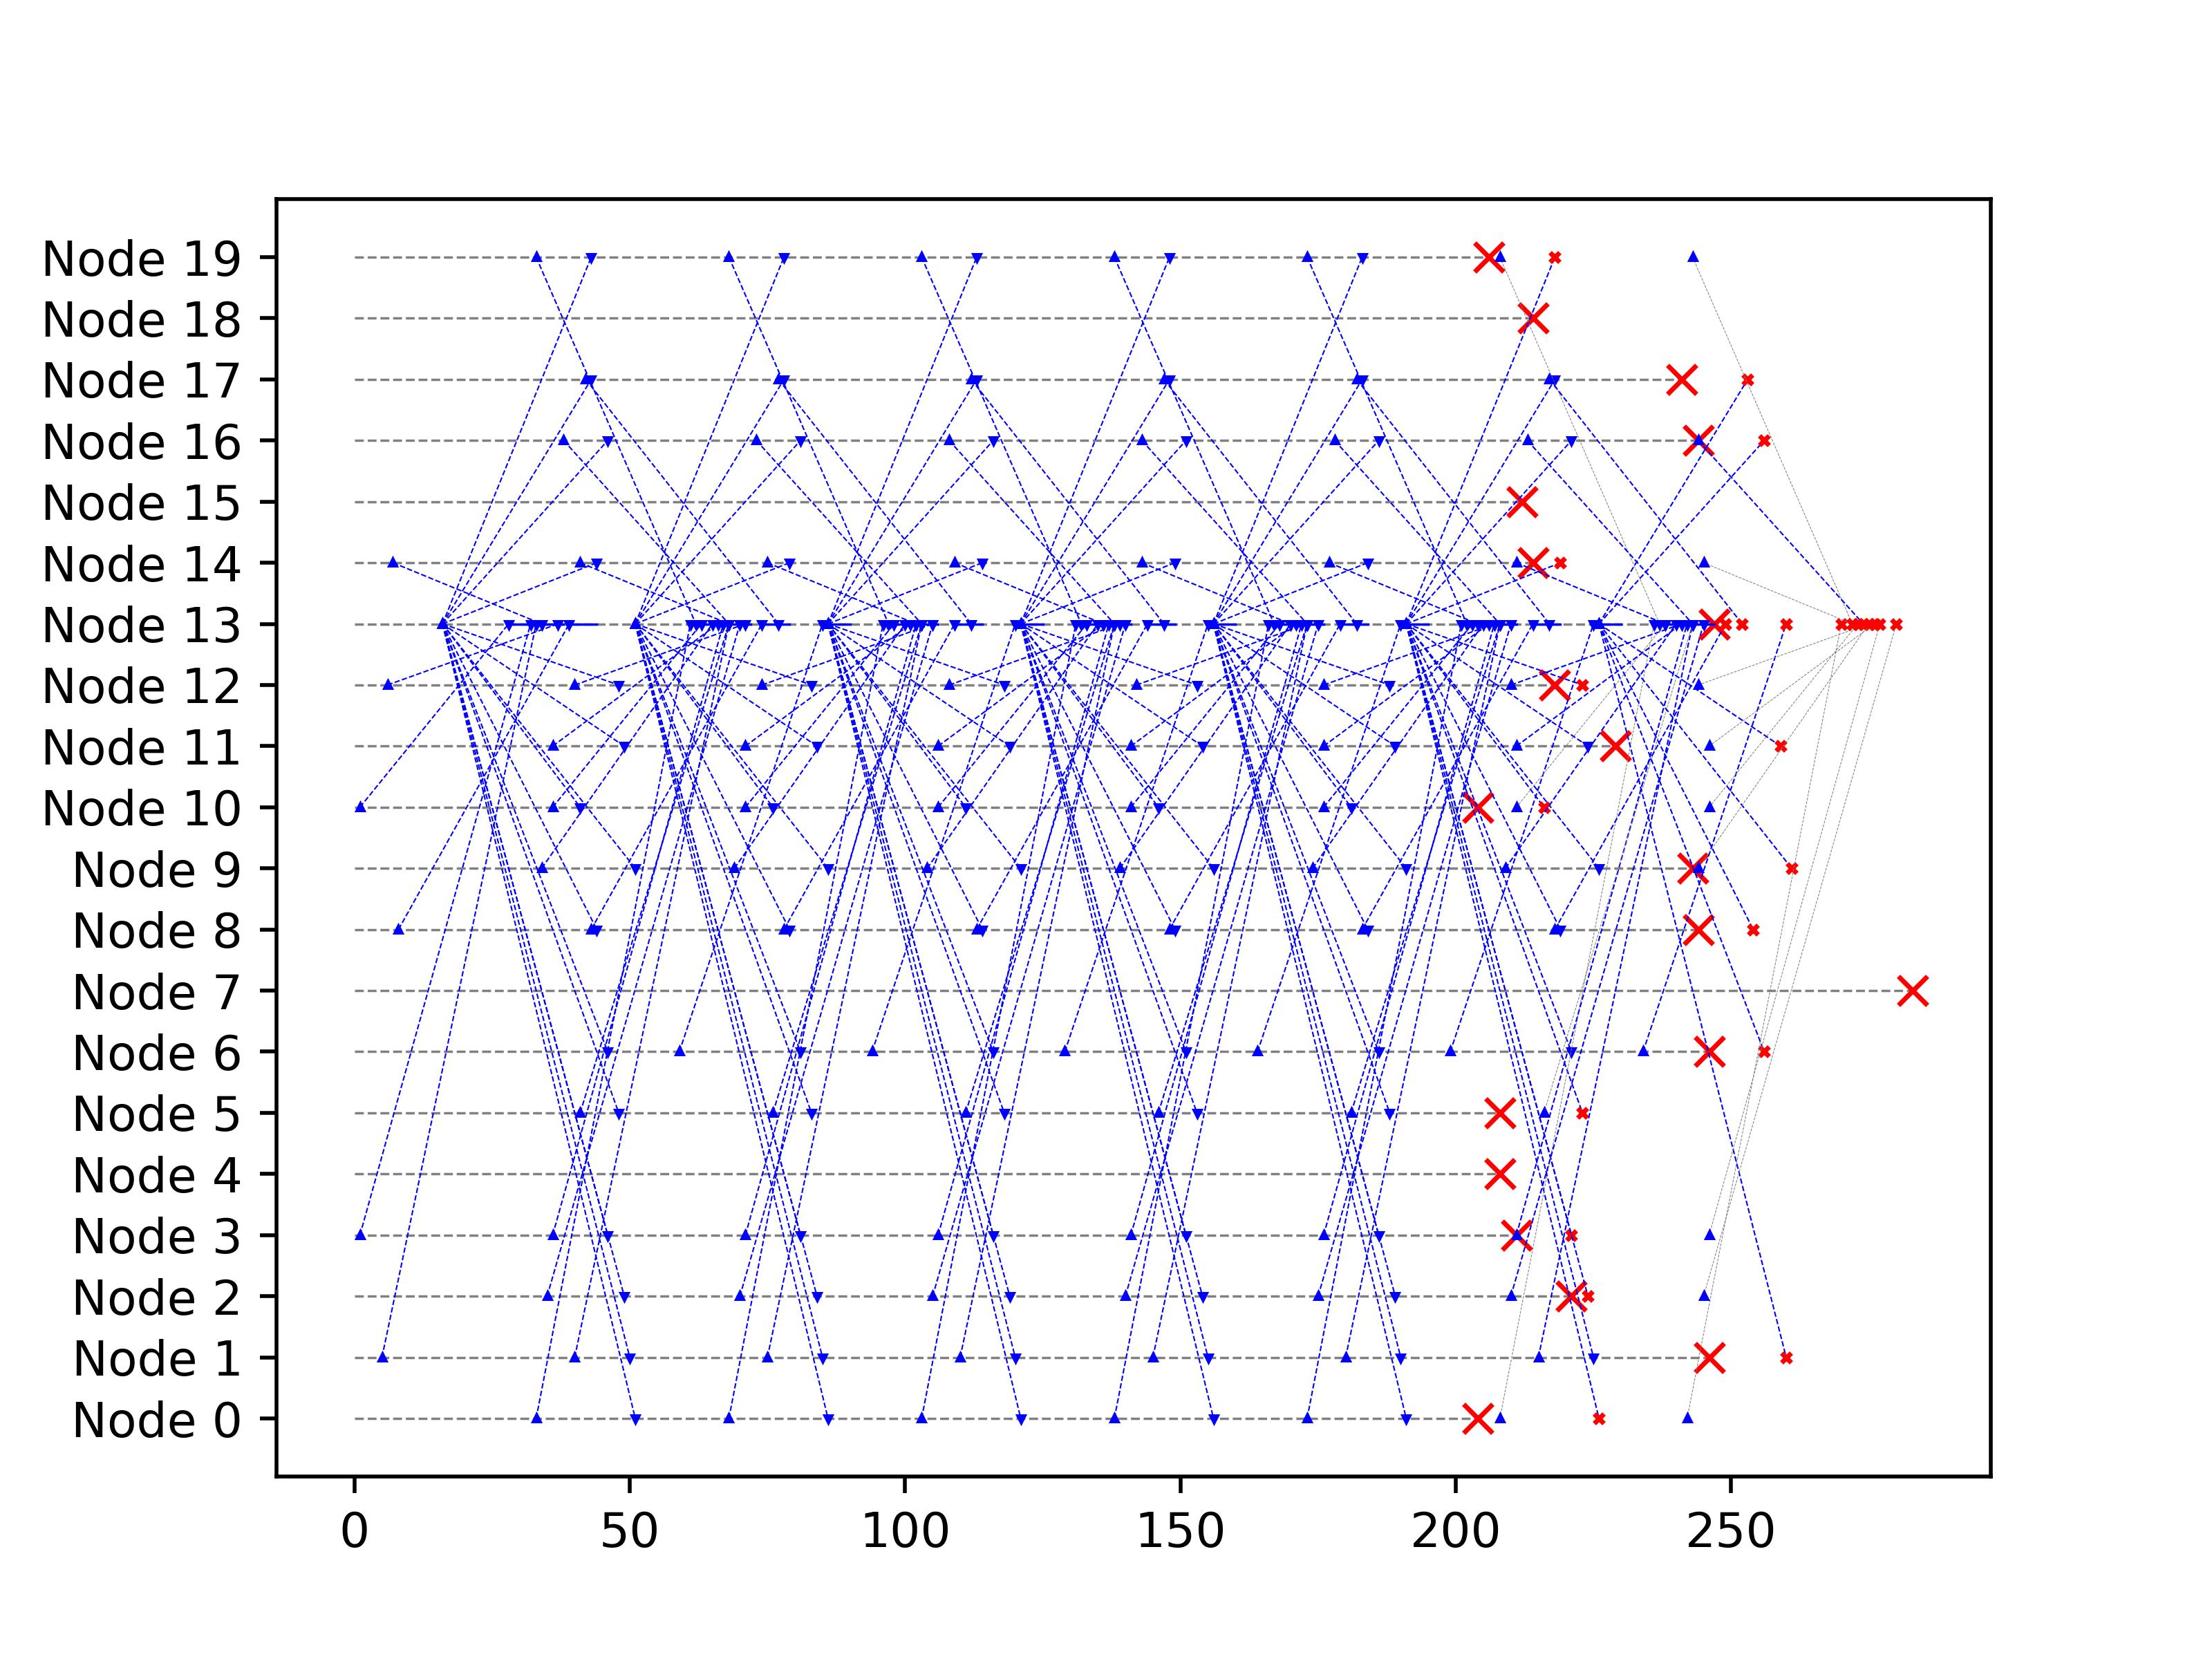 Node 19
Node 18
Node 17
Node 16
Node 15
Node 14
Node 13
Node 12
Node 11
Node 10
Node 9
Node 8
Node 7
Node 6
Node 5
Node 4
Node 3
Node 2
Node 1
Node 0
0 50 100 150 200 250